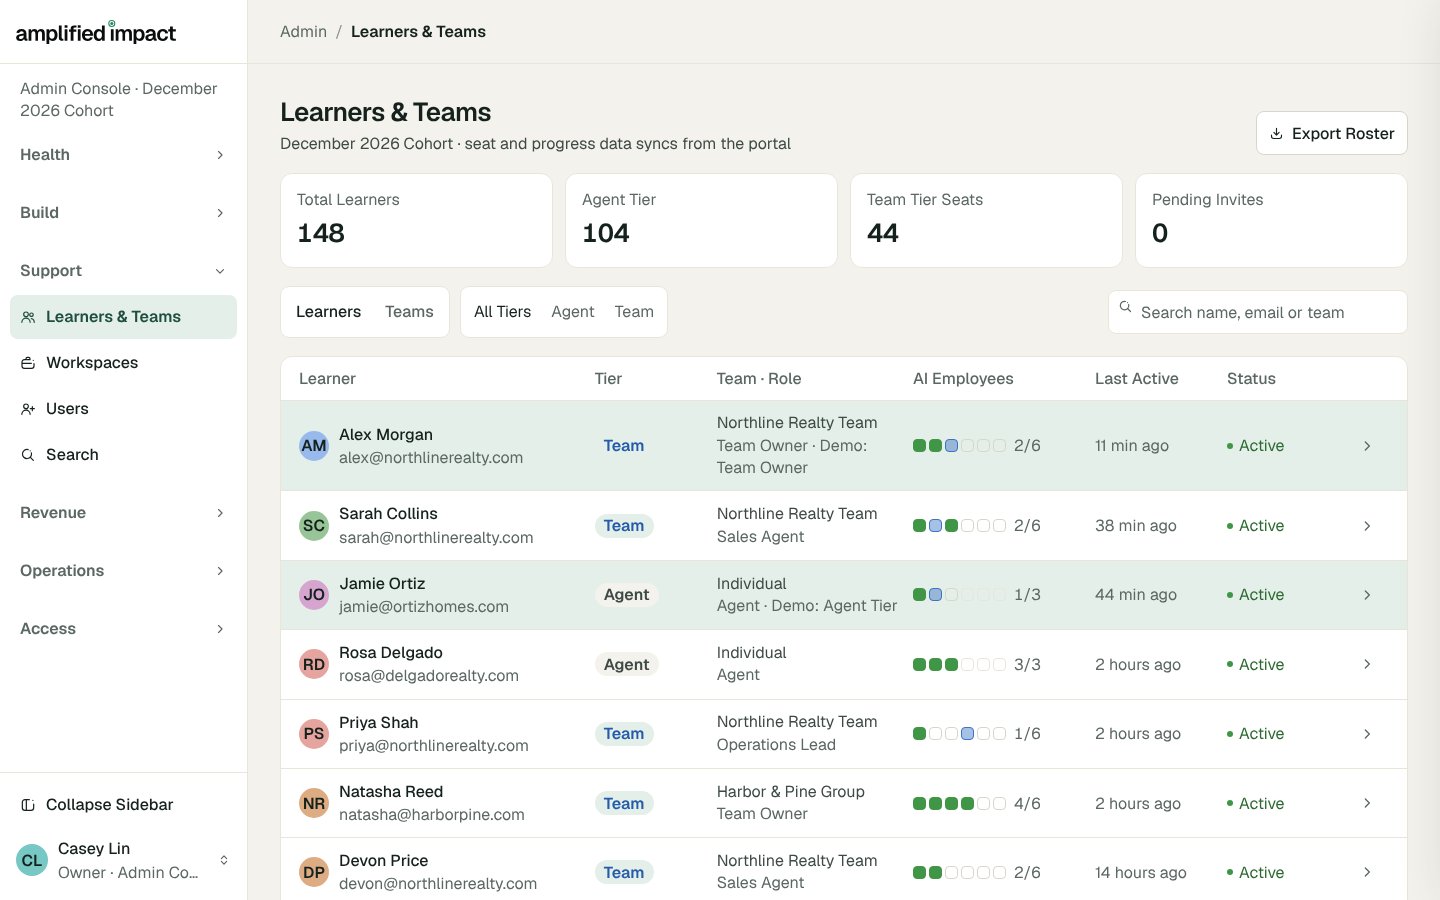 amplified impact
Admin / Learners & Teams
Admin Console · December
2026 Cohort
Health
Build
Support
Learners & Teams
Workspaces
Users
Search
Revenue
Operations
Access
Collapse Sidebar
CL
Casey Lin
Owner · Admin Co...
Learners & Teams
December 2026 Cohort · seat and progress data syncs from the portal
Export Roster
Total Learners
148
Agent Tier
104
Team Tier Seats
44
Pending Invites
0
Learners Teams
All Tiers Agent Team
Search name, email or team
Learner Tier Team · Role AI Employees Last Active Status
AM
Alex Morgan
alex@northlinerealty.com
Team
Northline Realty Team
Team Owner · Demo:
Team Owner
2/6
11 min ago
Active
SC
Sarah Collins
sarah@northlinerealty.com
Team
Northline Realty Team
Sales Agent
2/6
38 min ago
Active
JO
Jamie Ortiz
jamie@ortizhomes.com
Agent
Individual
Agent · Demo: Agent Tier
1/3
44 min ago
Active
RD
Rosa Delgado
rosa@delgadorealty.com
Agent
Individual
Agent
3/3
2 hours ago
Active
PS
Priya Shah
priya@northlinerealty.com
Team
Northline Realty Team
Operations Lead
1/6
2 hours ago
Active
NR
Natasha Reed
natasha@harborpine.com
Team
Harbor & Pine Group
Team Owner
4/6
2 hours ago
Active
DP
Devon Price
devon@northlinerealty.com
Team
Northline Realty Team
Sales Agent
2/6
14 hours ago
Active